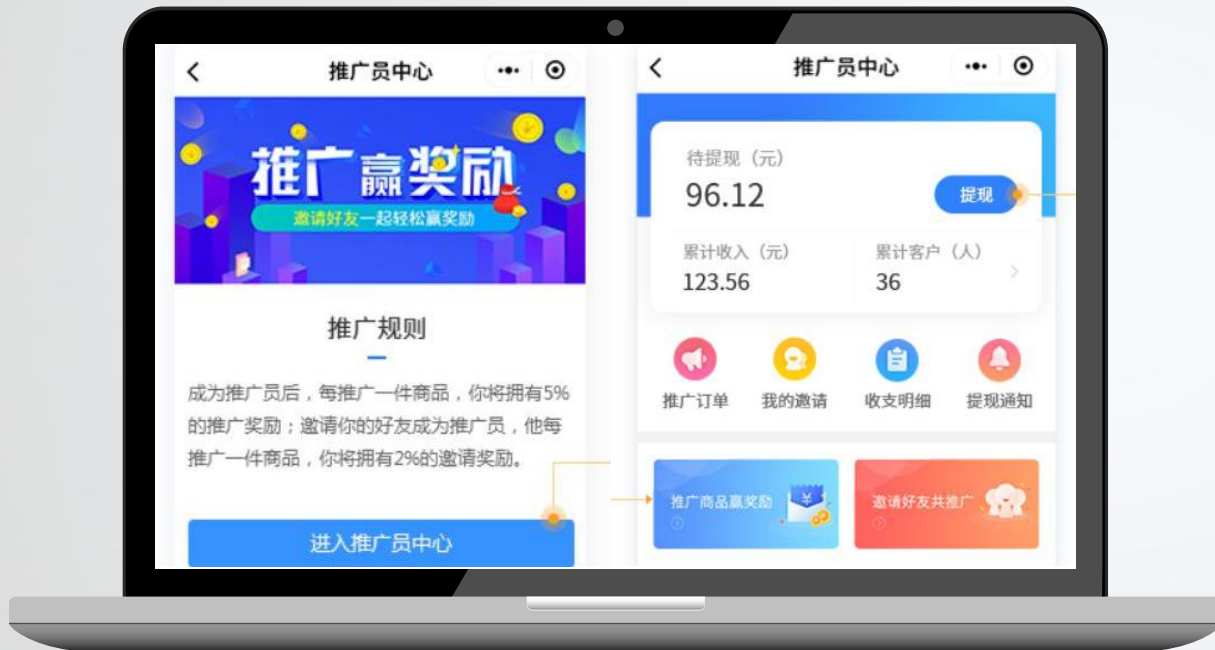 推广员中心
推广赢奖励
邀请好友一起轻松赢奖励
推广规则
成为推广员后，每推广一件商品，你将拥有5%
的推广奖励；邀请你的好友成为推广员，他每
推广一件商品，你将拥有2%的邀请奖励。
进入推广员中心
推广员中心
待提现（元）
96.12
提现
累计收入（元）
累计客户（人）
123.56
36
推广订单
我的邀请
收支明细
提现通知
推广商品赢奖励
邀请好友共推广